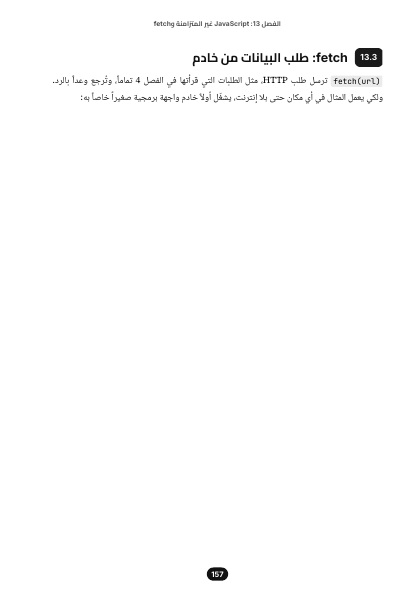 الفصل 13: JavaScript غير المتزامنة وfetch
13.3 fetch: طلب البيانات من خادم
fetch(url) ترسل طلب HTTP، مثل الطلبات التي قرأتها في الفصل 4 تماماً، وتُرجع وعداً بالرد.
ولكي يعمل المثال في أي مكان حتى بلا إنترنت، يشغّل أولاً خادم واجهة برمجية صغيراً خاصاً به:
157